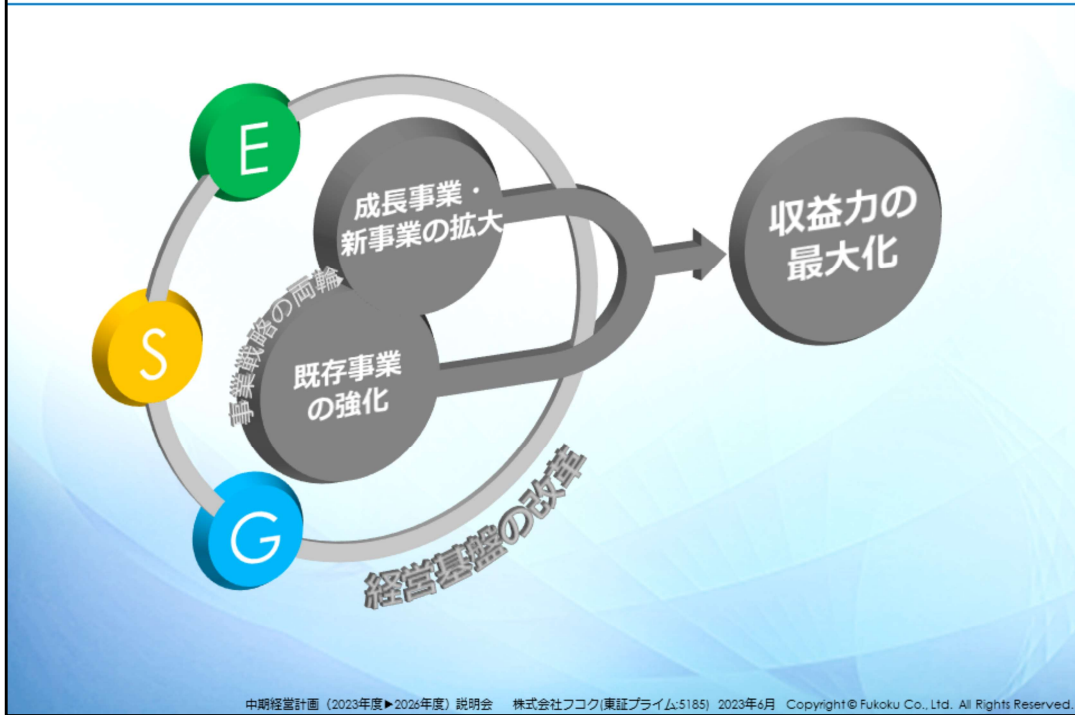 E
成長事業・
新事業の拡大
収益力の
最大化
事業戦略の両輪
S
既存事業
の強化
G
経営基盤の改革
中期経営計画（2023年度▶2026年度）説明会 株式会社フコク(東証プライム:5185) 2023年6月 Copyright© Fukoku Co., Ltd. All Rights Reserved.